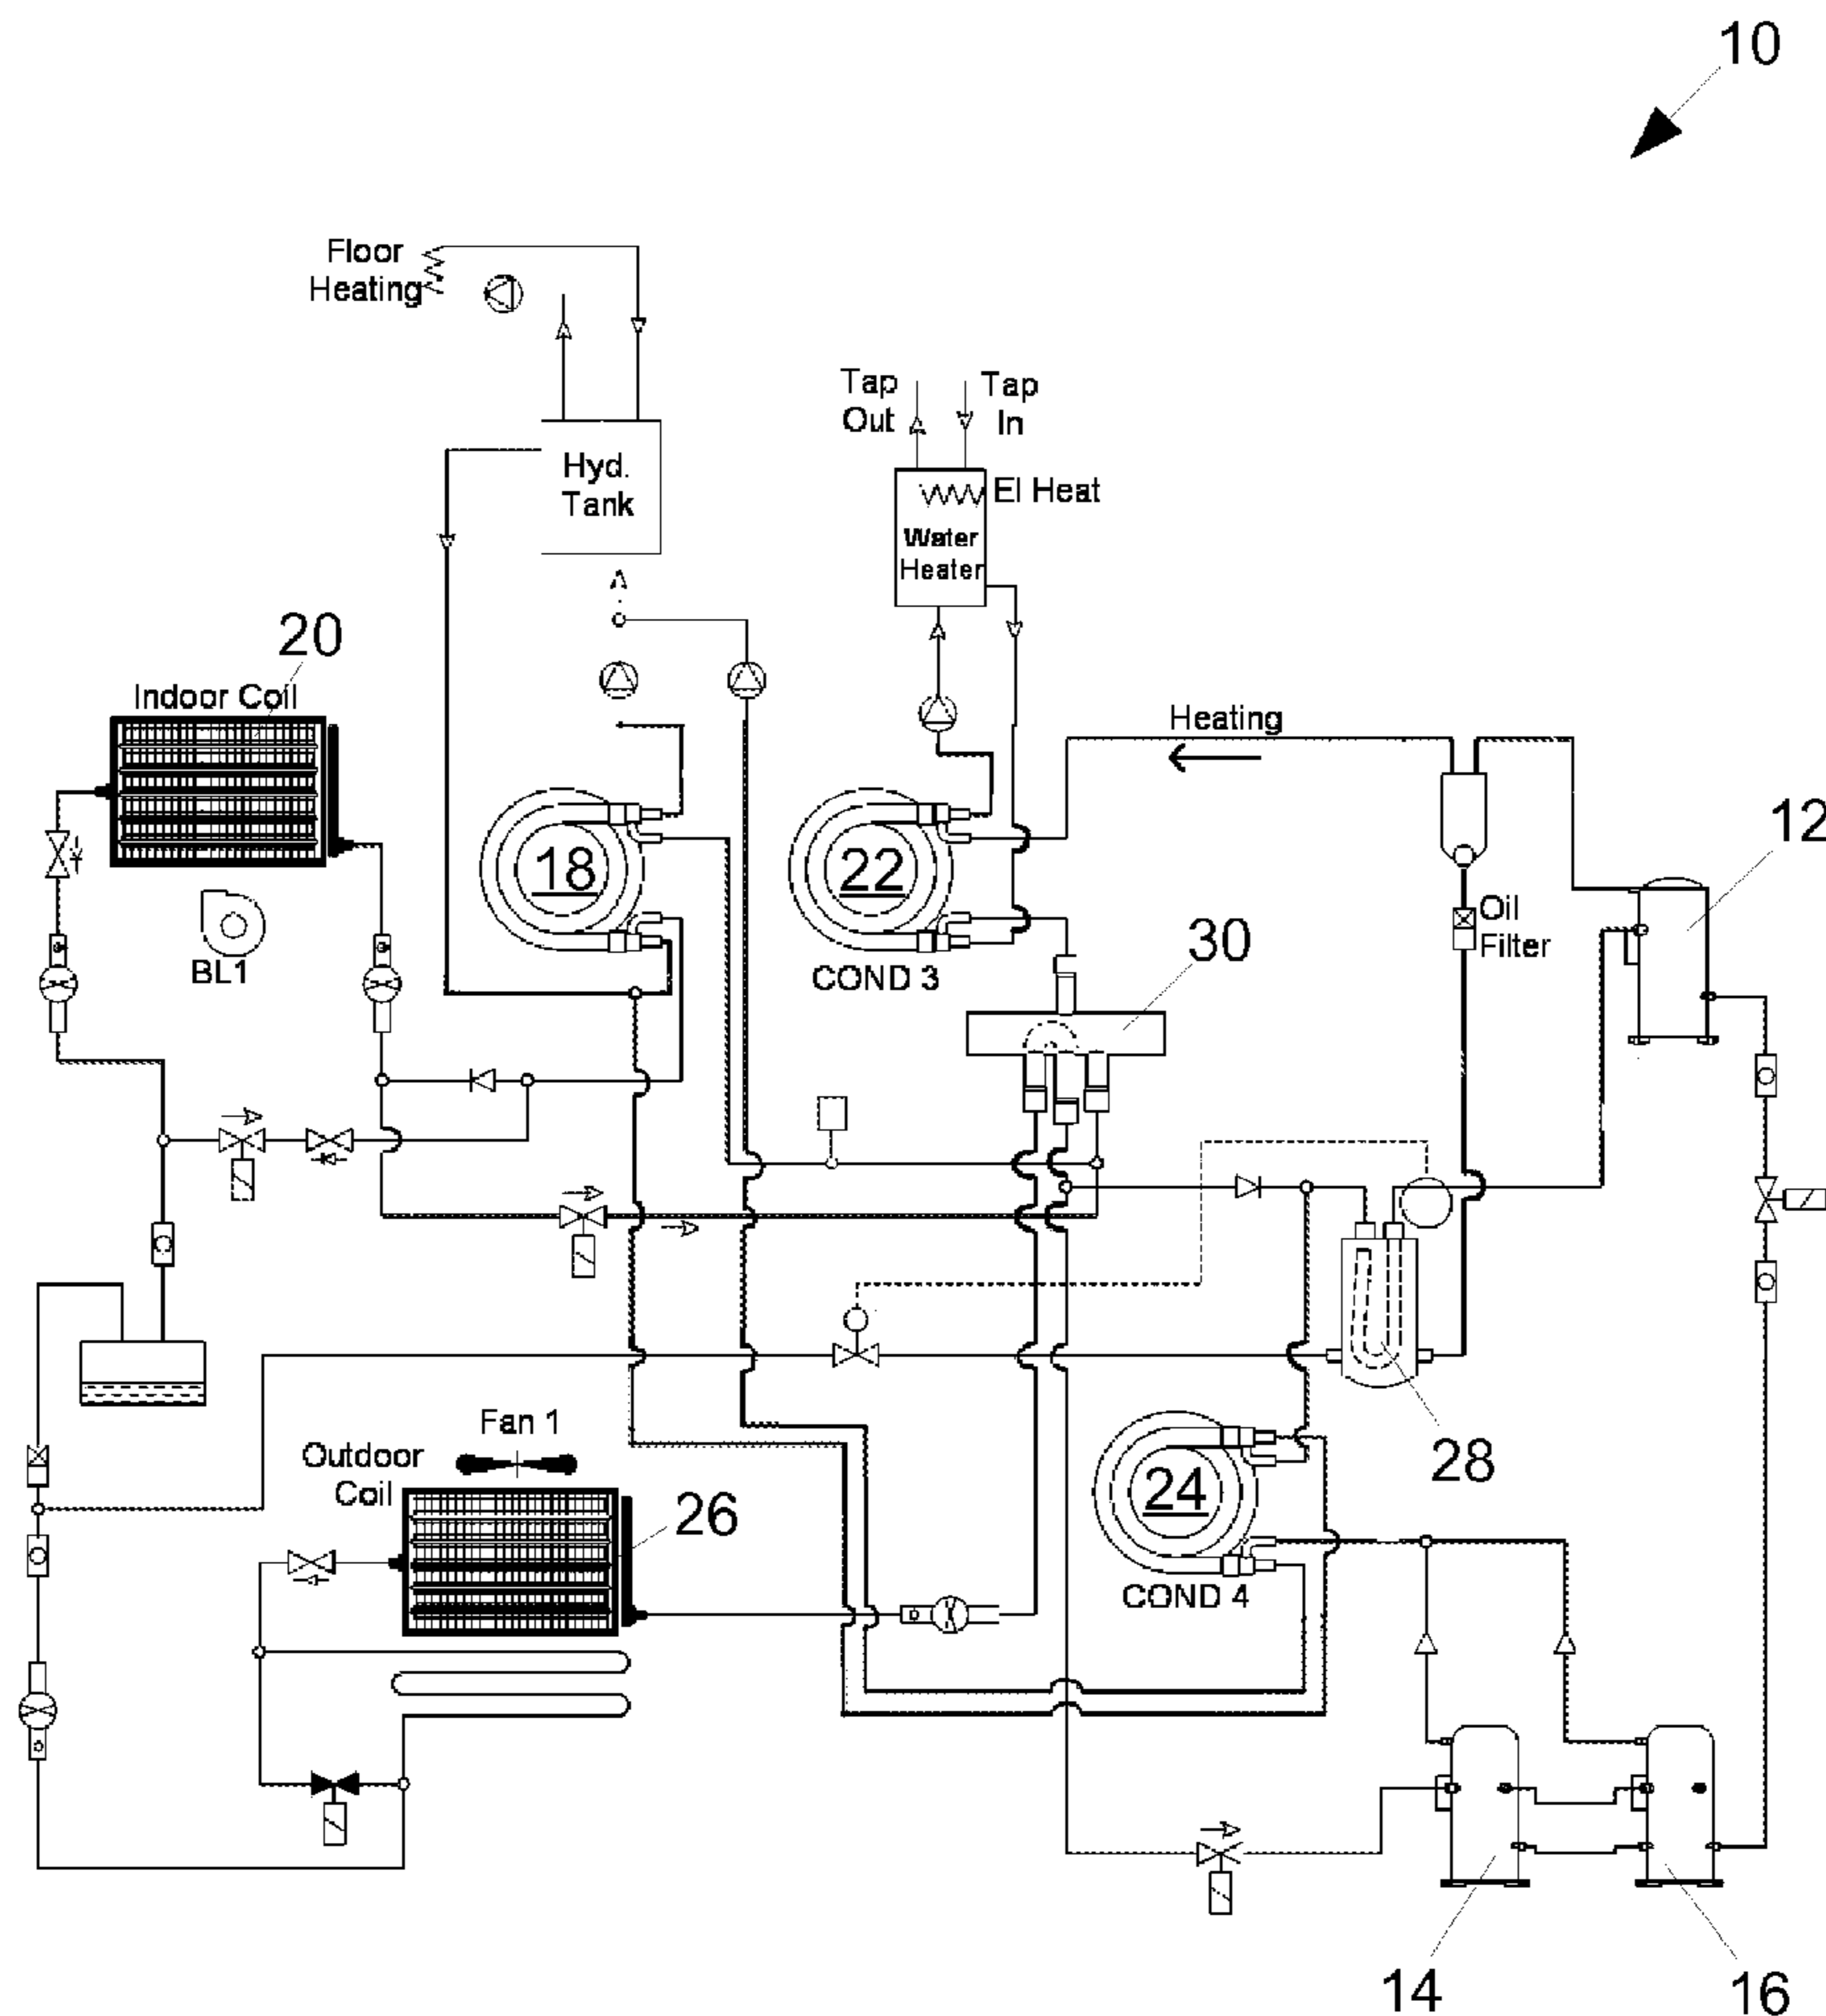 10
Floor
Heating
Tap
Out
Tap
In
Hyd.
Tank
El Heat
Water
Heater
20
Indoor Coil
Heating
12
18
22
Oil
Filter
BL1
COND 3
30
Fan 1
Outdoor
Coil
28
24
26
COND 4
14
16